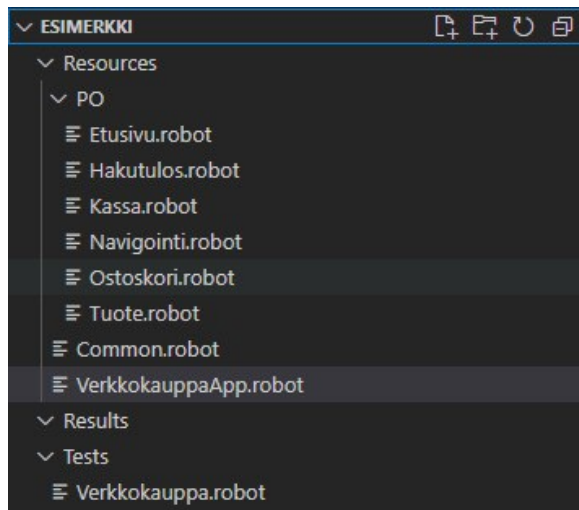 ESIMERKKI
Resources
PO
Etusivu.robot
Hakutulos.robot
Kassa.robot
Navigointi.robot
Ostoskori.robot
Tuote.robot
Common.robot
VerkkokauppaApp.robot
Results
Tests
Verkkokauppa.robot